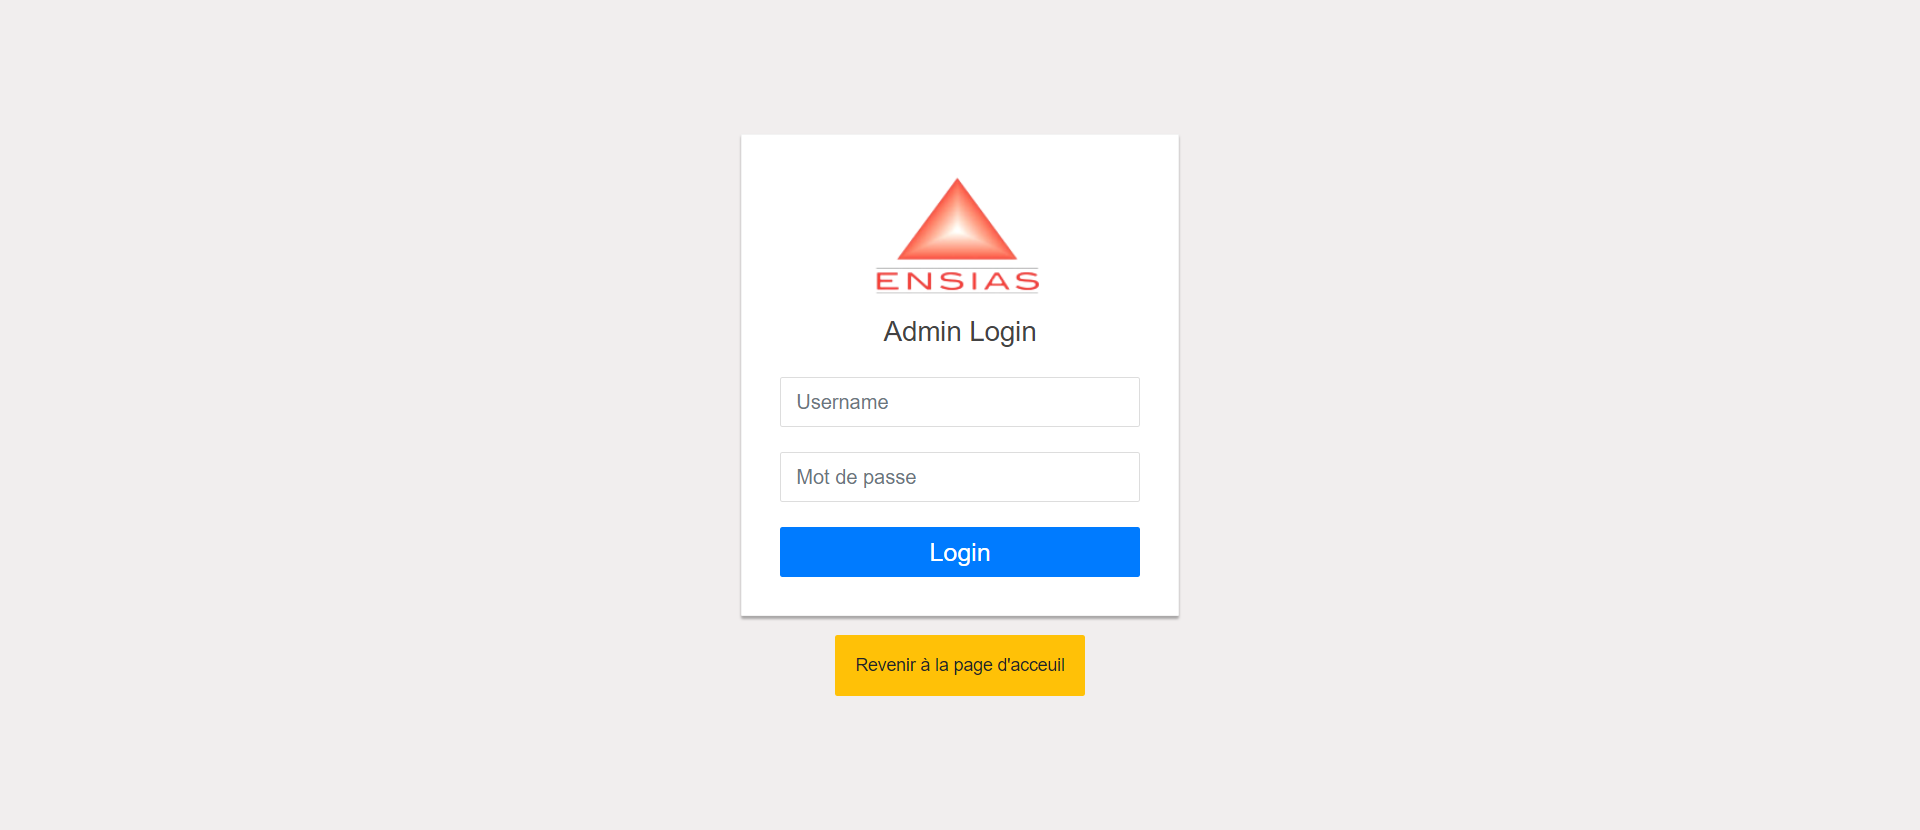 ENSIAS
Admin Login
Username
Mot de passe
Login
Revenir à la page d'acceuil